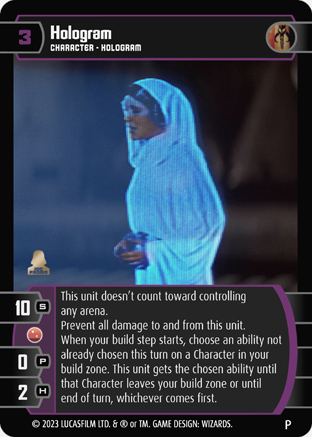 3 Hologram
CHARACTER - HOLOGRAM
10 S
0 P
2 H
This unit doesn't count toward controlling
any arena.
Prevent all damage to and from this unit.
When your build step starts, choose an ability not
already chosen this turn on a Character in your
build zone. This unit gets the chosen ability until
that Character leaves your build zone or until
end of turn, whichever comes first.
© 2023 LUCASFILM LTD. & ® or TM. GAME DESIGN: WIZARDS. P